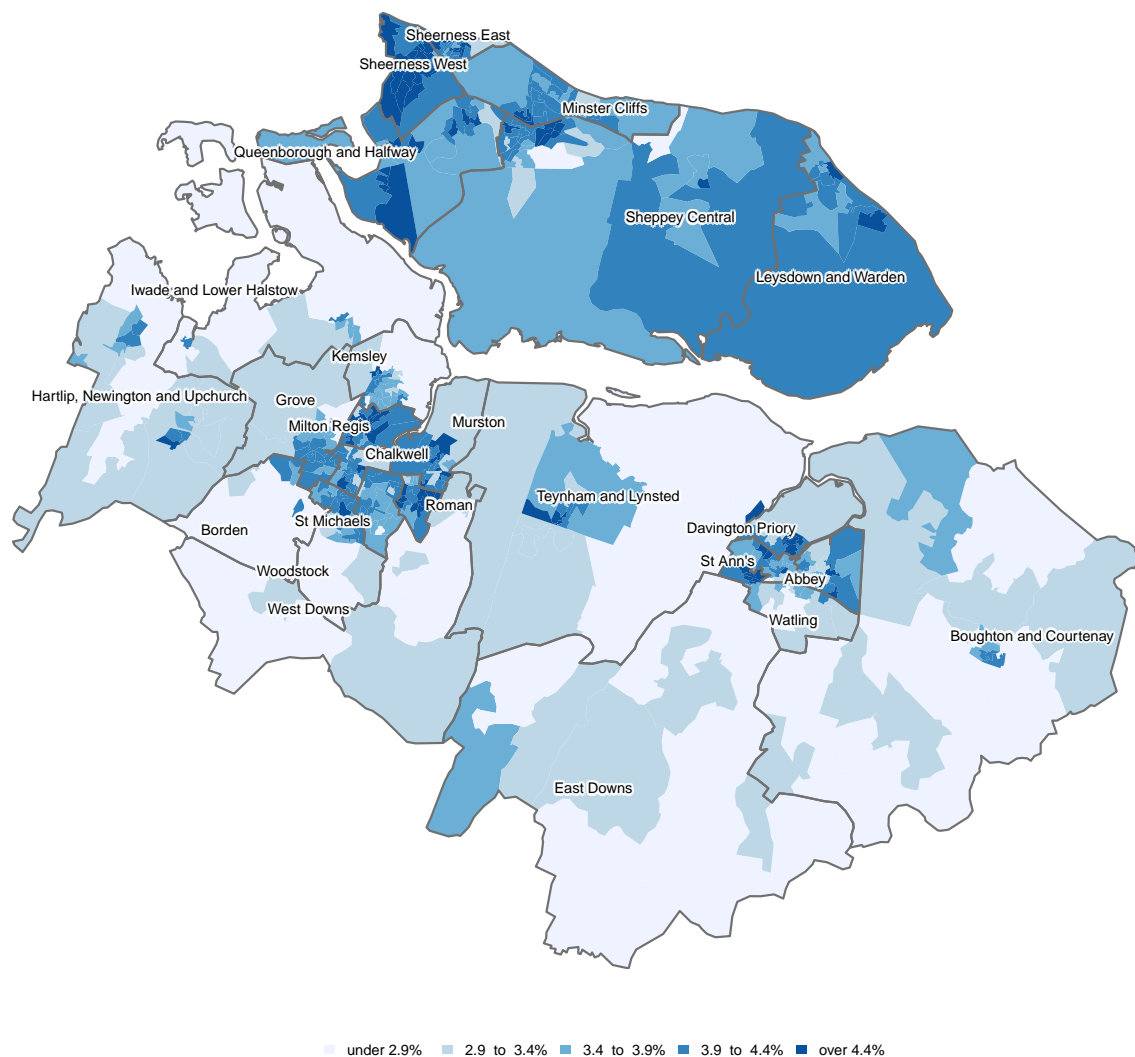 Sheerness East
Sheerness West
Minster Cliffs
Queenborough and Halfway
Sheppey Central
Leysdown and Warden
Iwade and Lower Halstow
Kemsley
Hartlip, Newington and Upchurch
Grove
Milton Regis
Murston
Chalkwell
Teynham and Lynsted
Roman
St Michaels
Borden
Davington Priory
St Ann's
Woodstock
Abbey
West Downs
Watling
Boughton and Courtenay
East Downs
under 2.9%  2.9 to 3.4%  3.4 to 3.9%  3.9 to 4.4%  over 4.4%